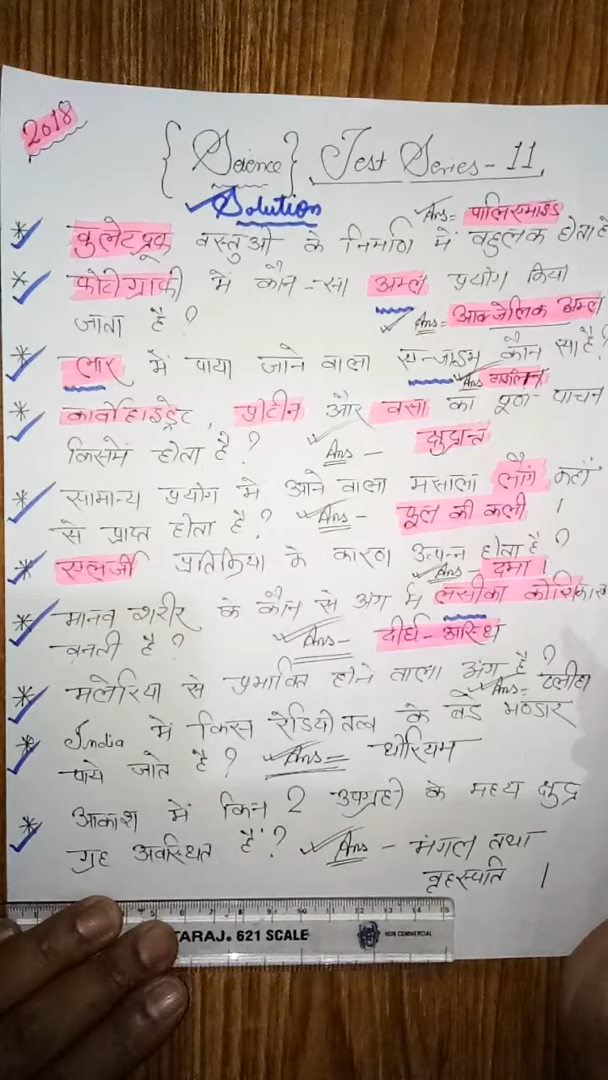 2018
{ Science } Test Series - 11
Solution
Ans = पालिएमाइड
* बुलेटप्रूफ वस्तुओ के निर्माण में बहुलक होता है
* फोटोग्राफी में कौन-सा अम्ल प्रयोग किया
जाता है ? Ans = आक्जेलिक अम्ल
* लार में पाया जाने वाला एन्जाइम कौन सा है ?
Ans
* कार्बोहाइड्रेट, प्रोटीन और वसा का पूर्ण पाचन
किसमें होता है ? Ans - क्षुद्रान्त्र
* सामान्य प्रयोग में आने वाला मसाला लौंग कहाँ
से प्राप्त होता है ? Ans - फूल की कली ।
* एलर्जी प्रतिक्रिया के कारण उत्पन्न होता है ?
Ans - दमा ।
* मानव शरीर के कौन से अंग में लसीका कोशिकाए
बनती है ? Ans - दीर्घ-अस्थि
* मलेरिया से प्रभावित होने वाला अंग है ?
Ans = प्लीहा
* India में किस रेडियो तत्व के बडे भण्डार
पाये जाते है ? Ans = थोरियम
* आकाश में किन 2 उपग्रहो के मध्य क्षुद्र
ग्रह अवस्थित है ? Ans - मंगल तथा
वृहस्पति ।
TARAJ. 621 SCALE NON COMMERCIAL